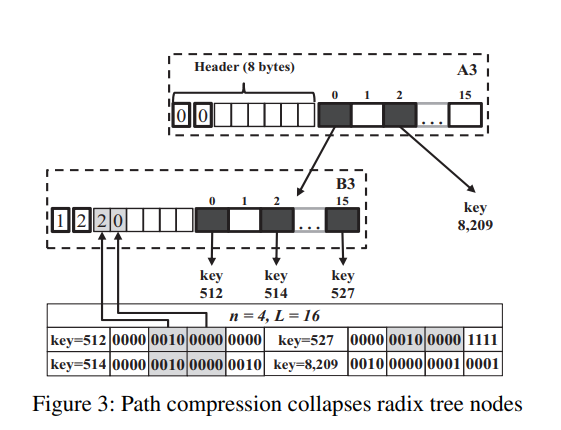 Header (8 bytes)
A3
0 1 2 15
0 0 ...
B3
key
8,209
0 1 2 15
1 2 2 0 ...
key key key
512 514 527
n = 4, L = 16
key=512 0000 0010 0000 0000 key=527 0000 0010 0000 1111
key=514 0000 0010 0000 0010 key=8,209 0010 0000 0001 0001
Figure 3: Path compression collapses radix tree nodes